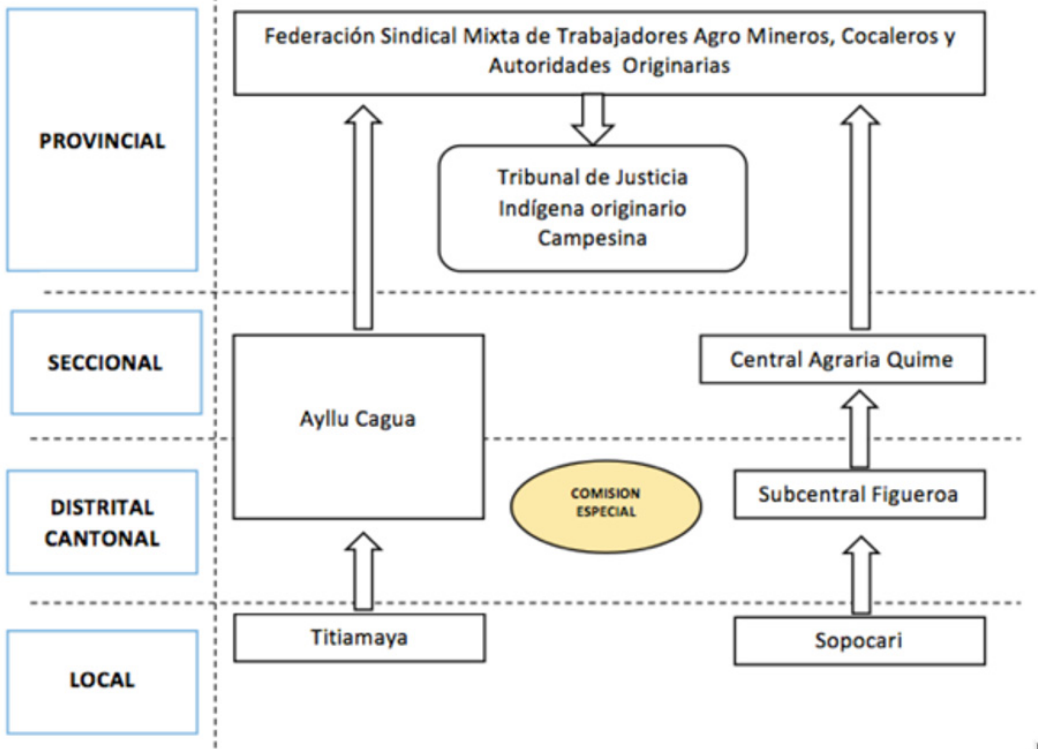 Federación Sindical Mixta de Trabajadores Agro Mineros, Cocaleros y
Autoridades Originarias
PROVINCIAL
Tribunal de Justicia
Indígena originario
Campesina
SECCIONAL
Ayllu Cagua
Central Agraria Quime
DISTRITAL
CANTONAL
COMISION
ESPECIAL
Subcentral Figueroa
LOCAL
Titiamaya
Sopocari